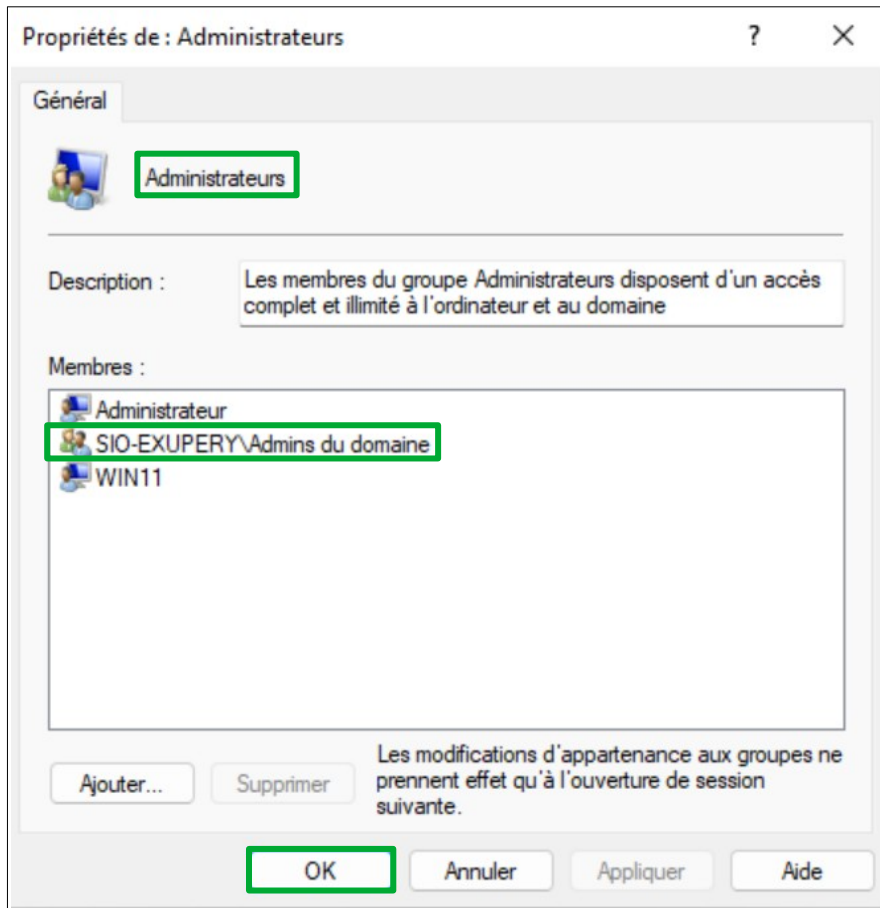 Propriétés de : Administrateurs
?
Général
Administrateurs
Description :
Les membres du groupe Administrateurs disposent d'un accès
complet et illimité à l'ordinateur et au domaine
Membres :
Administrateur
SIO-EXUPERY\Admins du domaine
WIN11
Ajouter...
Supprimer
Les modifications d'appartenance aux groupes ne
prennent effet qu'à l'ouverture de session
suivante.
OK
Annuler
Appliquer
Aide